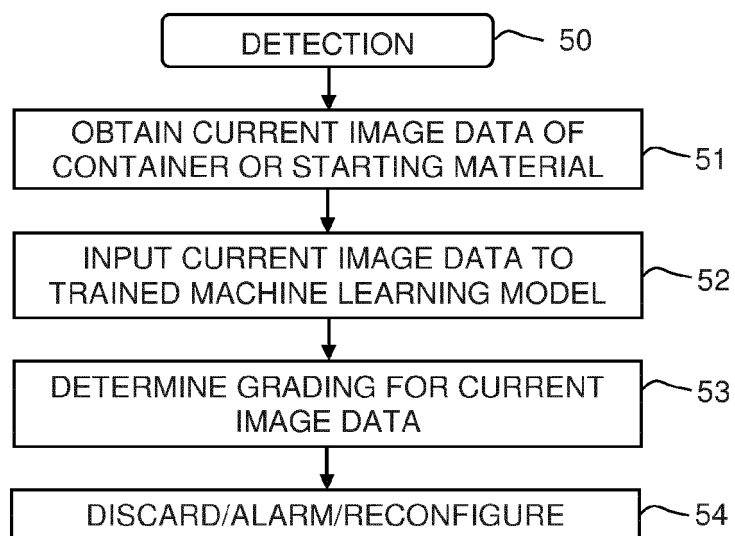 DETECTION
50
OBTAIN CURRENT IMAGE DATA OF
CONTAINER OR STARTING MATERIAL
51
INPUT CURRENT IMAGE DATA TO
TRAINED MACHINE LEARNING MODEL
52
DETERMINE GRADING FOR CURRENT
IMAGE DATA
53
DISCARD/ALARM/RECONFIGURE
54